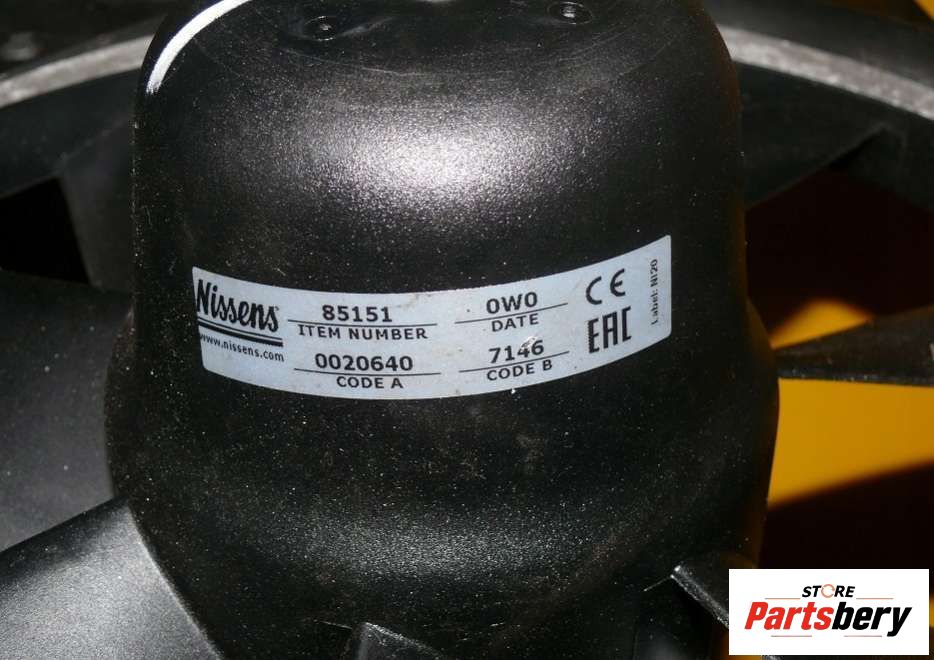 Nissens
www.nissens.com
85151
ITEM NUMBER
0W0
DATE
0020640
CODE A
7146
CODE B
CE
EAC
Label: NI20
STORE
Partsbery